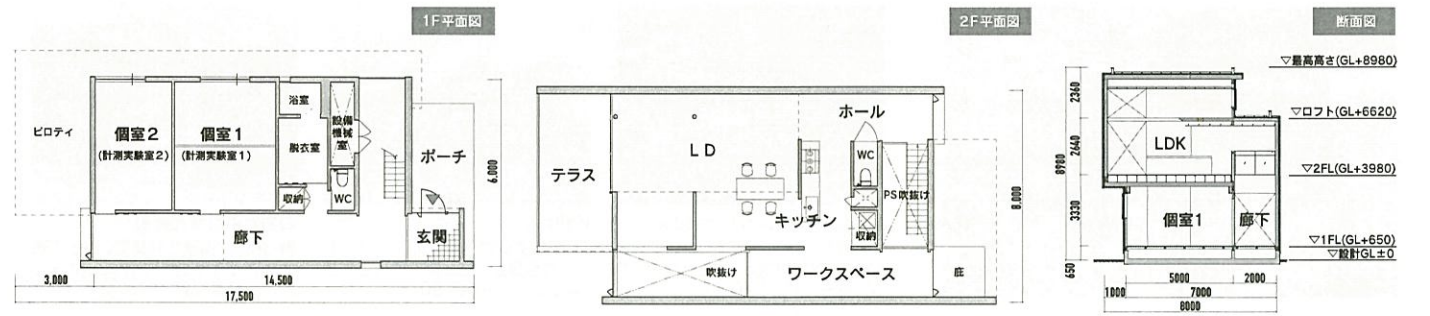 1F平面図
ピロティ
個室2
(計測実験室2)
個室1
(計測実験室1)
浴室
脱衣室
設備
機械
室
収納
WC
ポーチ
廊下
玄関
6,000
3,000
14,500
17,500
2F平面図
テラス
LD
ホール
WC
PS
吹抜け
キッチン
収納
吹抜け
ワークスペース
庇
8,000
断面図
▽最高高さ(GL+8980)
▽ロフト(GL+6620)
▽2FL(GL+3980)
▽1FL(GL+650)
▽設計GL±0
LDK
個室1
廊下
2360
2640
3330
650
8980
5000
2000
1000
7000
8000